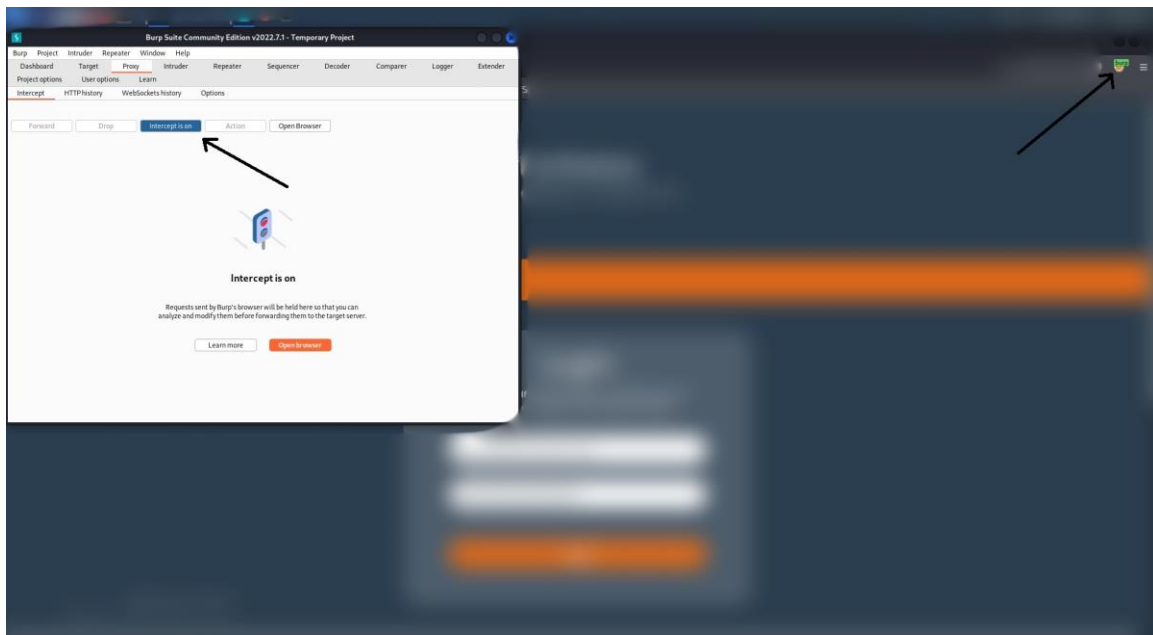 Burp Suite Community Edition v2022.7.1 - Temporary Project
Burp Project Intruder Repeater Window Help
Dashboard Target Proxy Intruder Repeater Sequencer Decoder Comparer Logger Extender
Project options User options Learn
Intercept HTTP history WebSockets history Options
Forward Drop Intercept is on Action Open Browser
Intercept is on
Requests sent by Burp's browser will be held here so that you can
analyze and modify them before forwarding them to the target server.
Learn more Open browser
burp